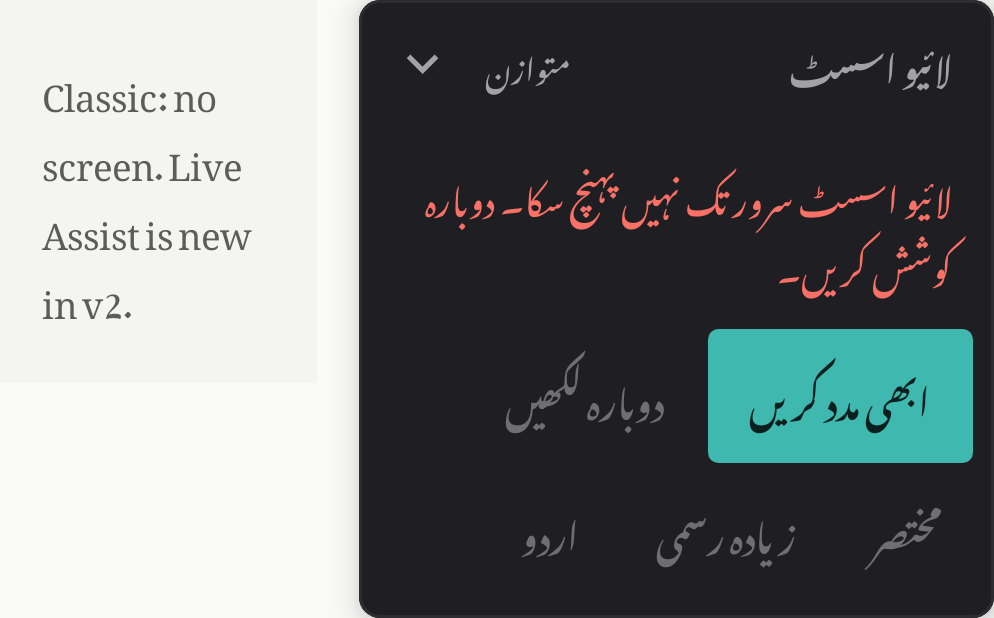 Classic: no
screen. Live
Assist is new
in v2.
لائیو اسسٹ
متوازن
لائیو اسسٹ سرور تک نہیں پہنچ سکا۔ دوبارہ
کوشش کریں۔
ابھی مدد کریں
دوبارہ لکھیں
مختصر
زیادہ رسمی
اردو